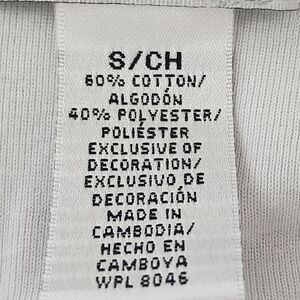 S/CH
60% COTTON/
ALGODÓN
40% POLYESTER/
POLIÉSTER
EXCLUSIVE OF
DECORATION/
EXCLUSIVO DE
DECORACIÓN
MADE IN
CAMBODIA/
HECHO EN
CAMBOYA
WPL 8046